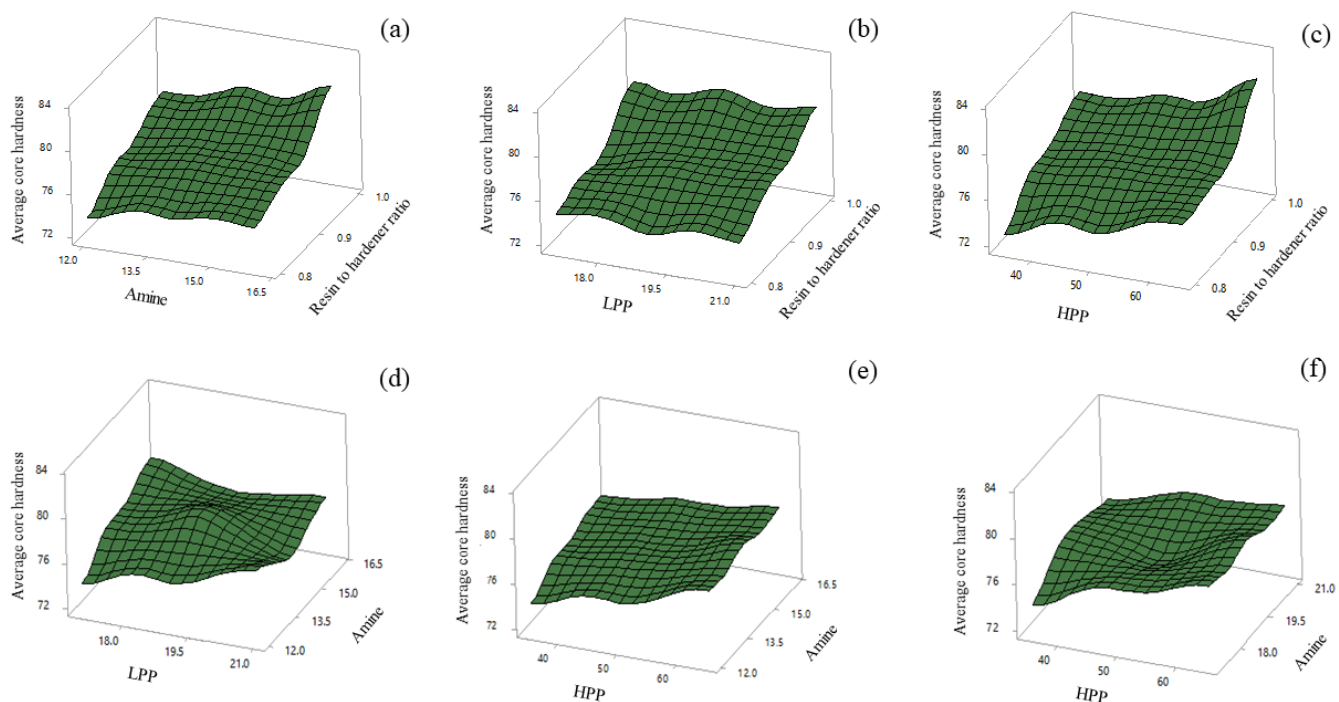 (a)
Average core hardness
84
80
76
72
12.0
13.5
15.0
16.5
Amine
0.8
0.9
1.0
Resin to hardener ratio
(b)
Average core hardness
84
80
76
72
18.0
19.5
21.0
LPP
0.8
0.9
1.0
Resin to hardener ratio
(c)
Average core hardness
84
80
76
72
40
50
60
HPP
0.8
0.9
1.0
Resin to hardener ratio
(d)
Average core hardness
84
80
76
72
18.0
19.5
21.0
LPP
12.0
13.5
15.0
16.5
Amine
(e)
Average core hardness
84
80
76
72
40
50
60
HPP
12.0
13.5
15.0
16.5
Amine
(f)
Average core hardness
84
80
76
72
40
50
60
HPP
18.0
19.5
21.0
Amine